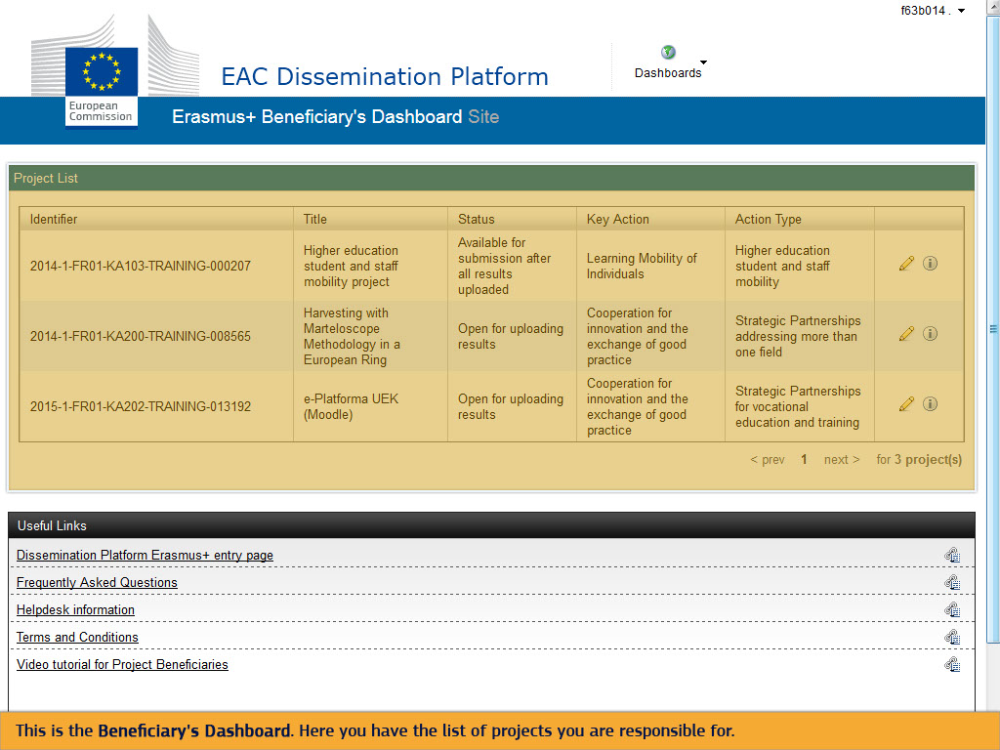 f63b014 .
EAC Dissemination Platform
Dashboards
European
Commission
Erasmus+ Beneficiary's Dashboard Site
Project List
Identifier
Title
Status
Key Action
Action Type
2014-1-FR01-KA103-TRAINING-000207
Higher education
student and staff
mobility project
Available for
submission after
all results
uploaded
Learning Mobility of
Individuals
Higher education
student and staff
mobility
2014-1-FR01-KA200-TRAINING-008565
Harvesting with
Marteloscope
Methodology in a
European Ring
Open for uploading
results
Cooperation for
innovation and the
exchange of good
practice
Strategic Partnerships
addressing more than
one field
2015-1-FR01-KA202-TRAINING-013192
e-Platforma UEK
(Moodle)
Open for uploading
results
Cooperation for
innovation and the
exchange of good
practice
Strategic Partnerships
for vocational
education and training
< prev 1 next > for 3 project(s)
Useful Links
Dissemination Platform Erasmus+ entry page
Frequently Asked Questions
Helpdesk information
Terms and Conditions
Video tutorial for Project Beneficiaries
This is the Beneficiary's Dashboard. Here you have the list of projects you are responsible for.